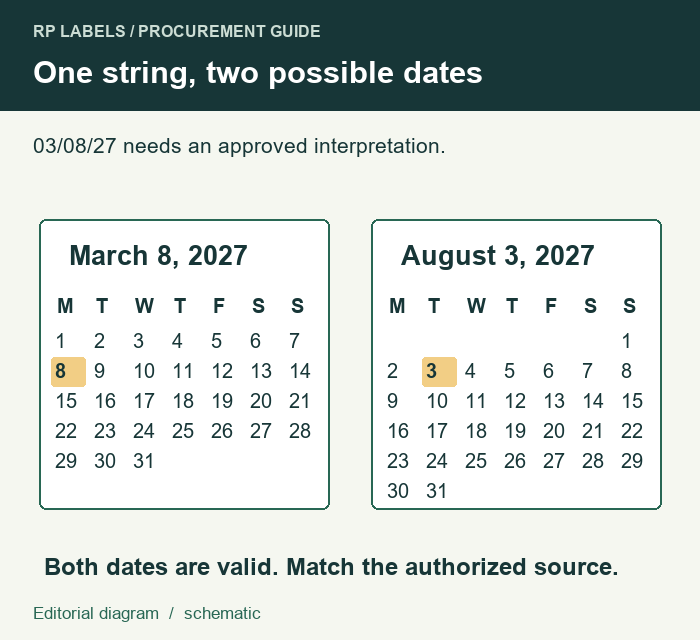 RP LABELS / PROCUREMENT GUIDE
One string, two possible dates
03/08/27 needs an approved interpretation.
March 8, 2027
M T W T F S S
1 2 3 4 5 6 7
8 9 10 11 12 13 14
15 16 17 18 19 20 21
22 23 24 25 26 27 28
29 30 31
August 3, 2027
M T W T F S S
1
2 3 4 5 6 7 8
9 10 11 12 13 14 15
16 17 18 19 20 21 22
23 24 25 26 27 28 29
30 31
Both dates are valid. Match the authorized source.
Editorial diagram / schematic